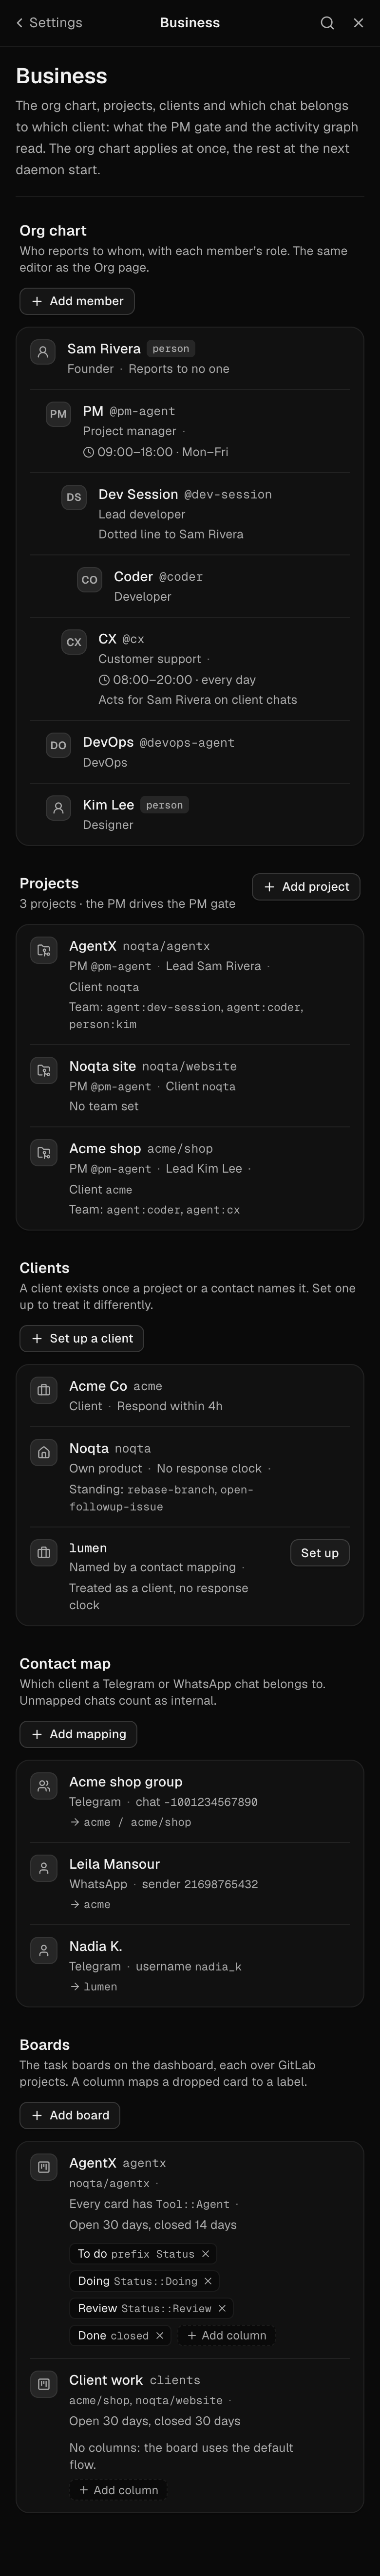 Settings
Business
Business
The org chart, projects, clients and which chat belongs
to which client: what the PM gate and the activity graph
read. The org chart applies at once, the rest at the next
daemon start.
Org chart
Who reports to whom, with each member's role. The same
editor as the Org page.
+ Add member
Sam Rivera person
Founder · Reports to no one
PM
PM @pm-agent
Project manager ·
09:00–18:00 · Mon–Fri
DS
Dev Session @dev-session
Lead developer
Dotted line to Sam Rivera
CO
Coder @coder
Developer
CX
CX @cx
Customer support ·
08:00–20:00 · every day
Acts for Sam Rivera on client chats
DO
DevOps @devops-agent
DevOps
Kim Lee person
Designer
Projects
3 projects · the PM drives the PM gate
+ Add project
AgentX noqta/agentx
PM @pm-agent · Lead Sam Rivera ·
Client noqta
Team: agent:dev-session, agent:coder,
person:kim
Noqta site noqta/website
PM @pm-agent · Client noqta
No team set
Acme shop acme/shop
PM @pm-agent · Lead Kim Lee ·
Client acme
Team: agent:coder, agent:cx
Clients
A client exists once a project or a contact names it. Set one
up to treat it differently.
+ Set up a client
Acme Co acme
Client · Respond within 4h
Noqta noqta
Own product · No response clock ·
Standing: rebase-branch, open-
followup-issue
lumen
Named by a contact mapping ·
Treated as a client, no response
clock
Set up
Contact map
Which client a Telegram or WhatsApp chat belongs to.
Unmapped chats count as internal.
+ Add mapping
Acme shop group
Telegram · chat -1001234567890
→ acme / acme/shop
Leila Mansour
WhatsApp · sender 21698765432
→ acme
Nadia K.
Telegram · username nadia_k
→ lumen
Boards
The task boards on the dashboard, each over GitLab
projects. A column maps a dropped card to a label.
+ Add board
AgentX agentx
noqta/agentx ·
Every card has Tool::Agent ·
Open 30 days, closed 14 days
To do prefix Status ×
Doing Status::Doing ×
Review Status::Review ×
Done closed × + Add column
Client work clients
acme/shop, noqta/website ·
Open 30 days, closed 30 days
No columns: the board uses the default
flow.
+ Add column